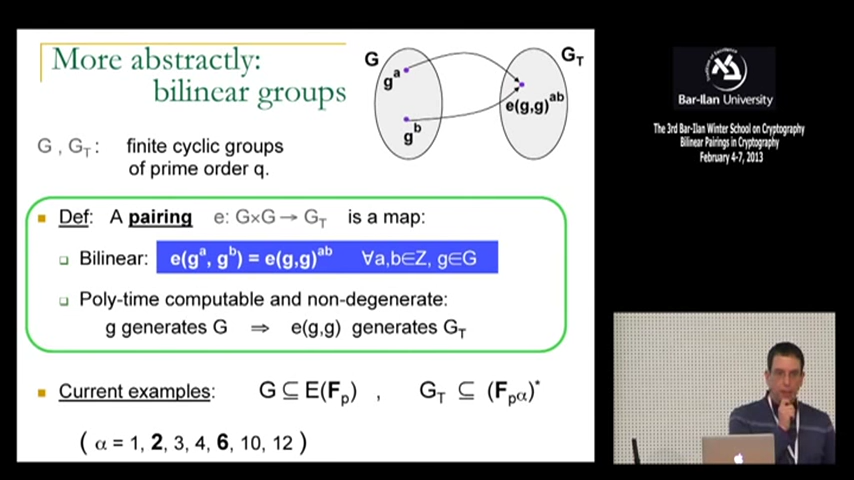 More abstractly:
bilinear groups
G
G_T
g^a
g^b
e(g,g)^ab
G , G_T: finite cyclic groups
of prime order q.
Def: A pairing e: G×G → G_T is a map:
Bilinear: e(g^a, g^b) = e(g,g)^ab ∀a,b∈Z, g∈G
Poly-time computable and non-degenerate:
g generates G ⇒ e(g,g) generates G_T
Current examples: G ⊆ E(F_p) , G_T ⊆ (F_p^α)^*
( α = 1, 2, 3, 4, 6, 10, 12 )
Bar-Ilan University
The 3rd Bar-Ilan Winter School on Cryptography
Bilinear Pairings in Cryptography
February 4-7, 2013